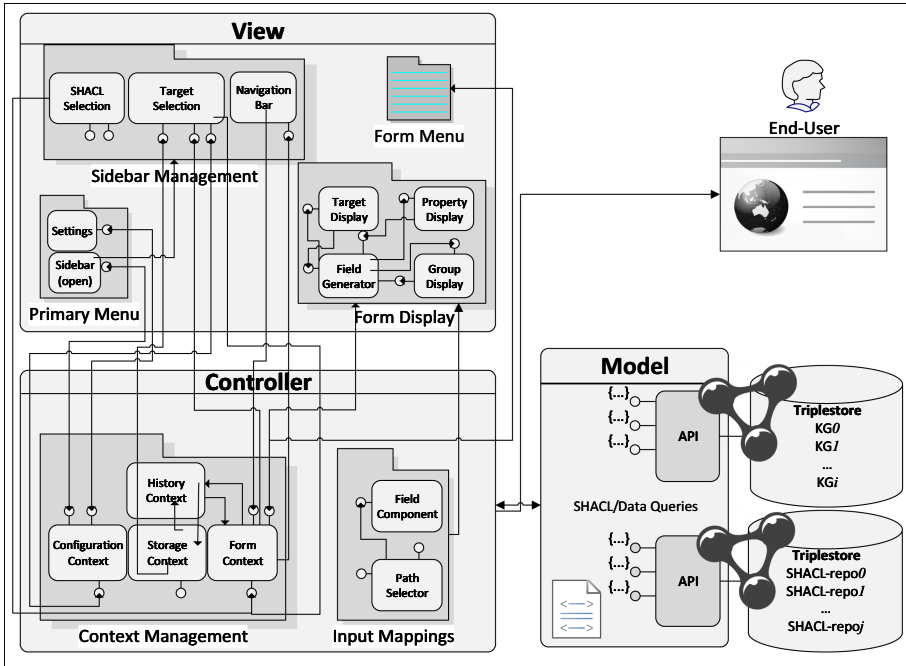 View
SHACL
Selection
Target
Selection
Navigation
Bar
Sidebar Management
Form Menu
Settings
Sidebar
(open)
Primary Menu
Target
Display
Property
Display
Field
Generator
Group
Display
Form Display
End-User
Controller
History
Context
Configuration
Context
Storage
Context
Form
Context
Context Management
Field
Component
Path
Selector
Input Mappings
Model
{...}
{...}
{...}
API
SHACL/Data Queries
{...}
{...}
{...}
API
<—>
<—>
Triplestore
KG0
KG1
...
KGi
Triplestore
SHACL-repo0
SHACL-repo1
...
SHACL-repoj